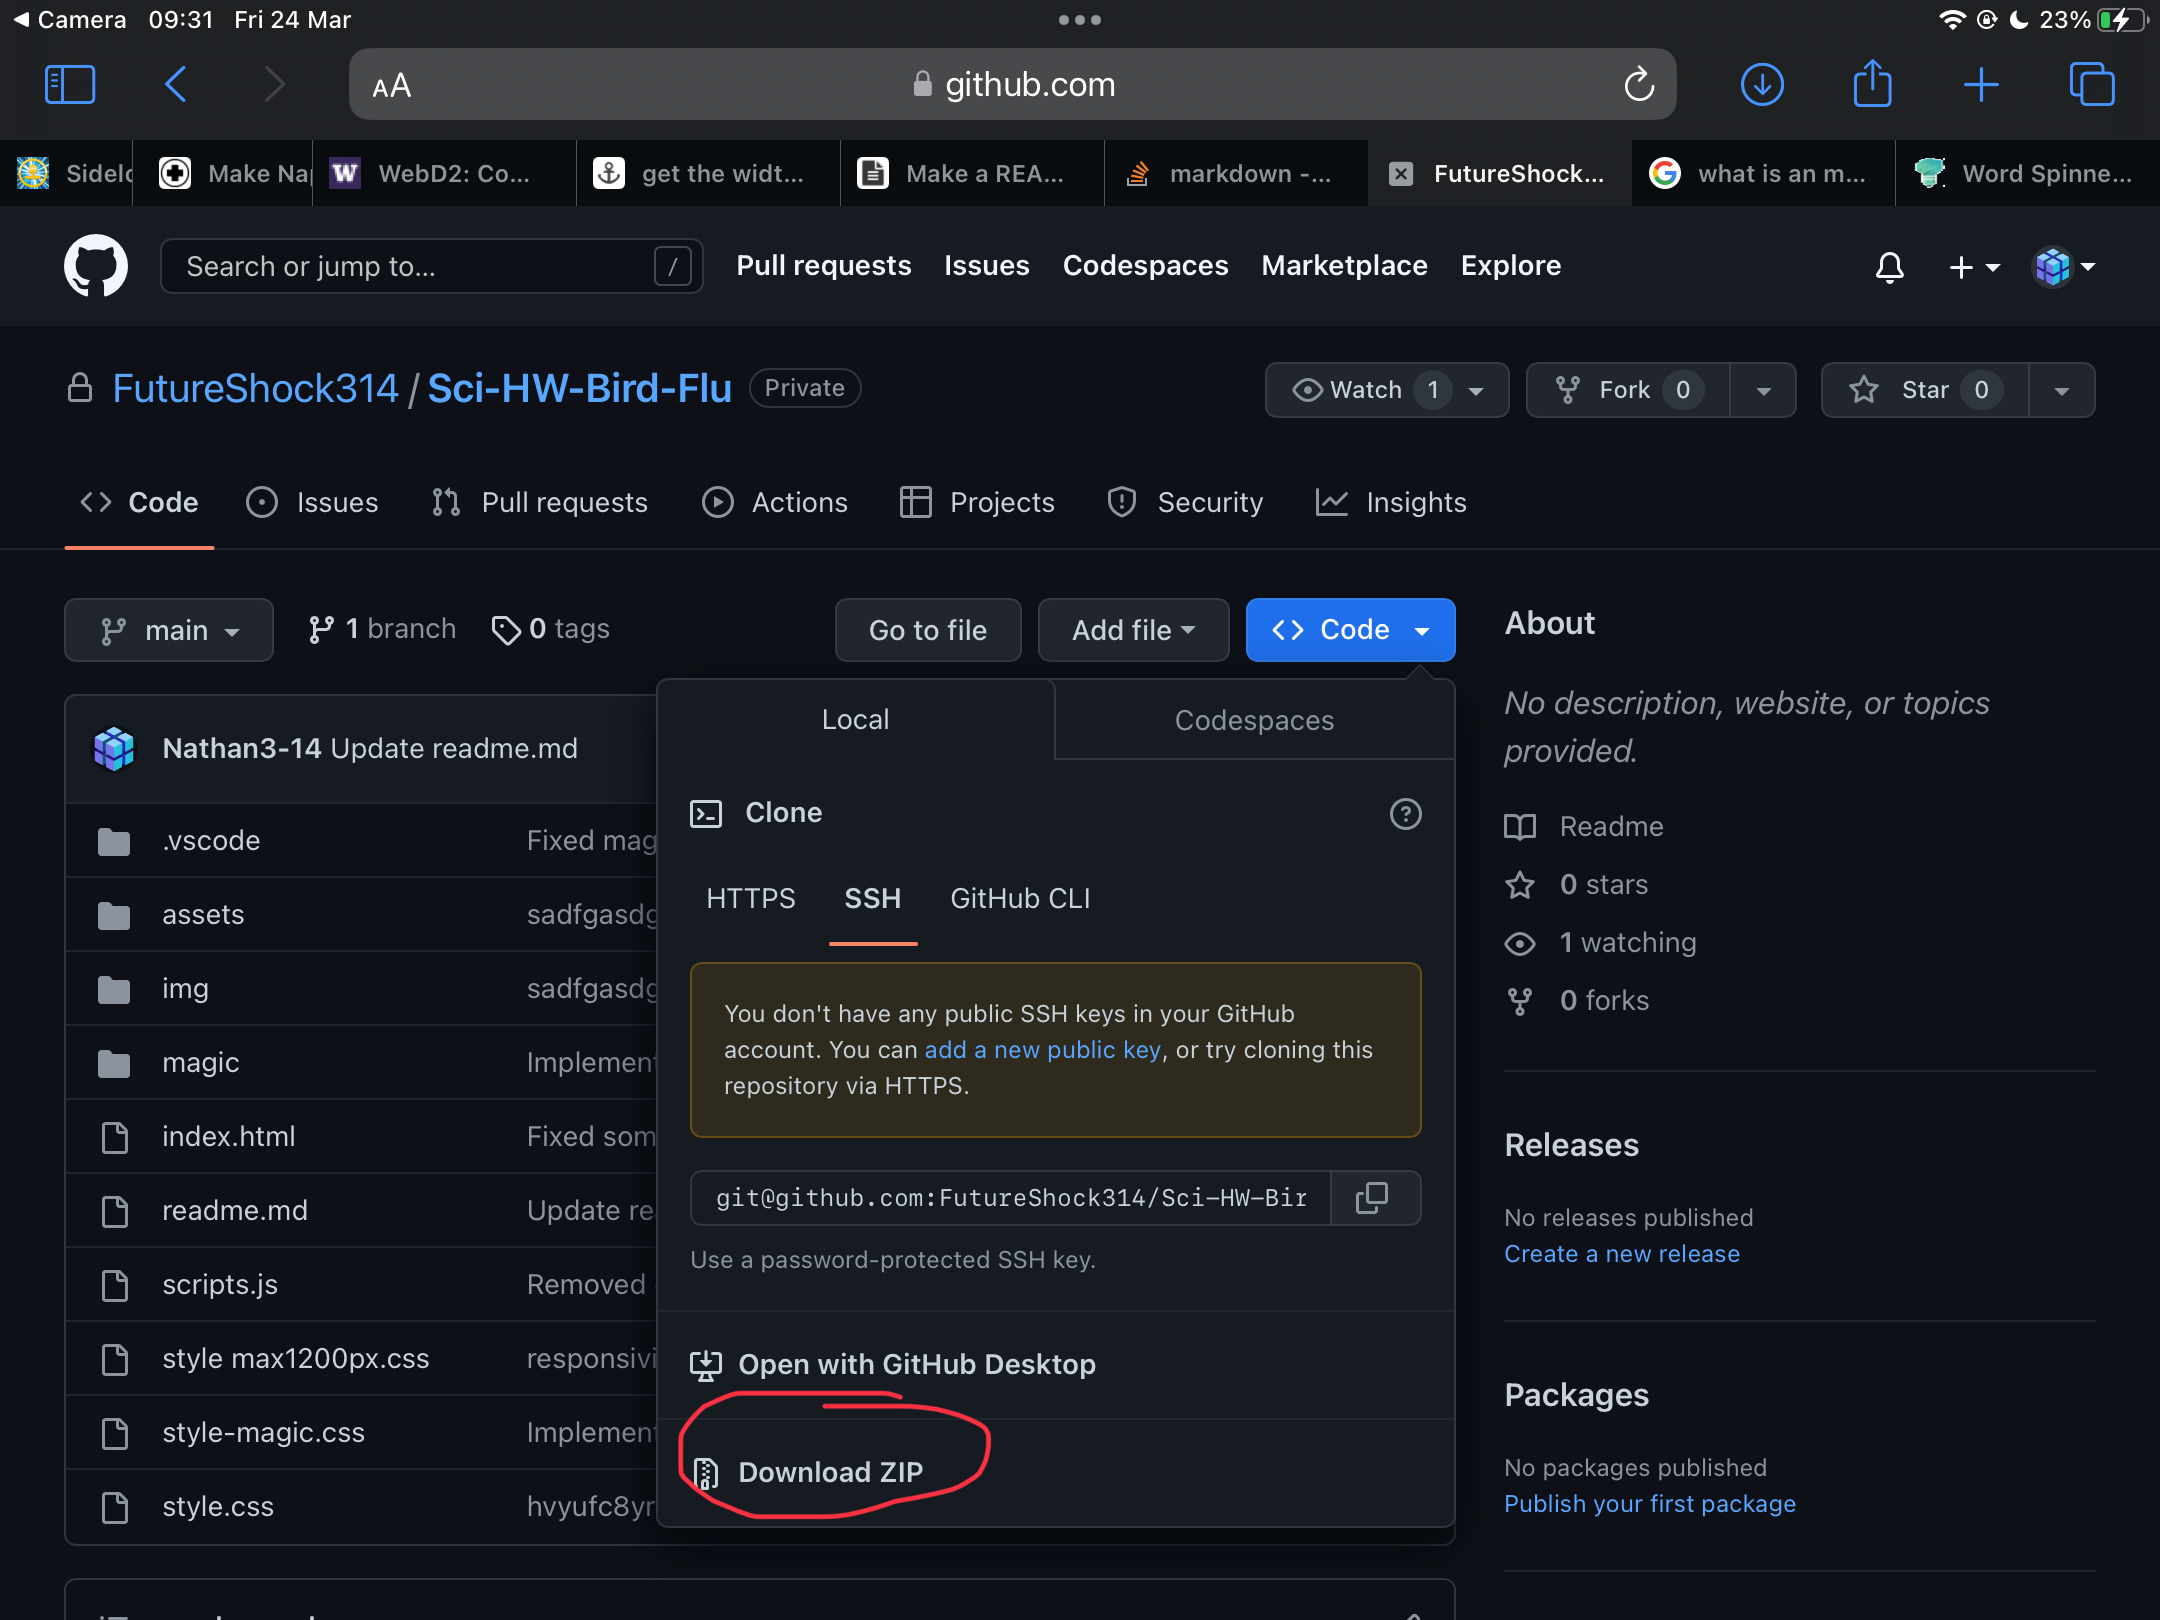 Camera 09:31 Fri 24 Mar
23%
AA github.com
Sidelo
Make Na
WebD2: Co...
get the widt...
Make a REA...
markdown -...
FutureShock...
what is an m...
Word Spinne...
Search or jump to... /
Pull requests Issues Codespaces Marketplace Explore
FutureShock314 / Sci-HW-Bird-Flu Private
Watch 1 Fork 0 Star 0
Code Issues Pull requests Actions Projects Security Insights
main 1 branch 0 tags Go to file Add file Code
Nathan3-14 Update readme.md
.vscode Fixed mag
assets sadfgasdg
img sadfgasdg
magic Implement
index.html Fixed som
readme.md Update re
scripts.js Removed
style max1200px.css responsivi
style-magic.css Implement
style.css hvyufc8yr
Local Codespaces
Clone
HTTPS SSH GitHub CLI
You don't have any public SSH keys in your GitHub
account. You can add a new public key, or try cloning this
repository via HTTPS.
git@github.com:FutureShock314/Sci-HW-Bir
Use a password-protected SSH key.
Open with GitHub Desktop
Download ZIP
About
No description, website, or topics
provided.
Readme
0 stars
1 watching
0 forks
Releases
No releases published
Create a new release
Packages
No packages published
Publish your first package